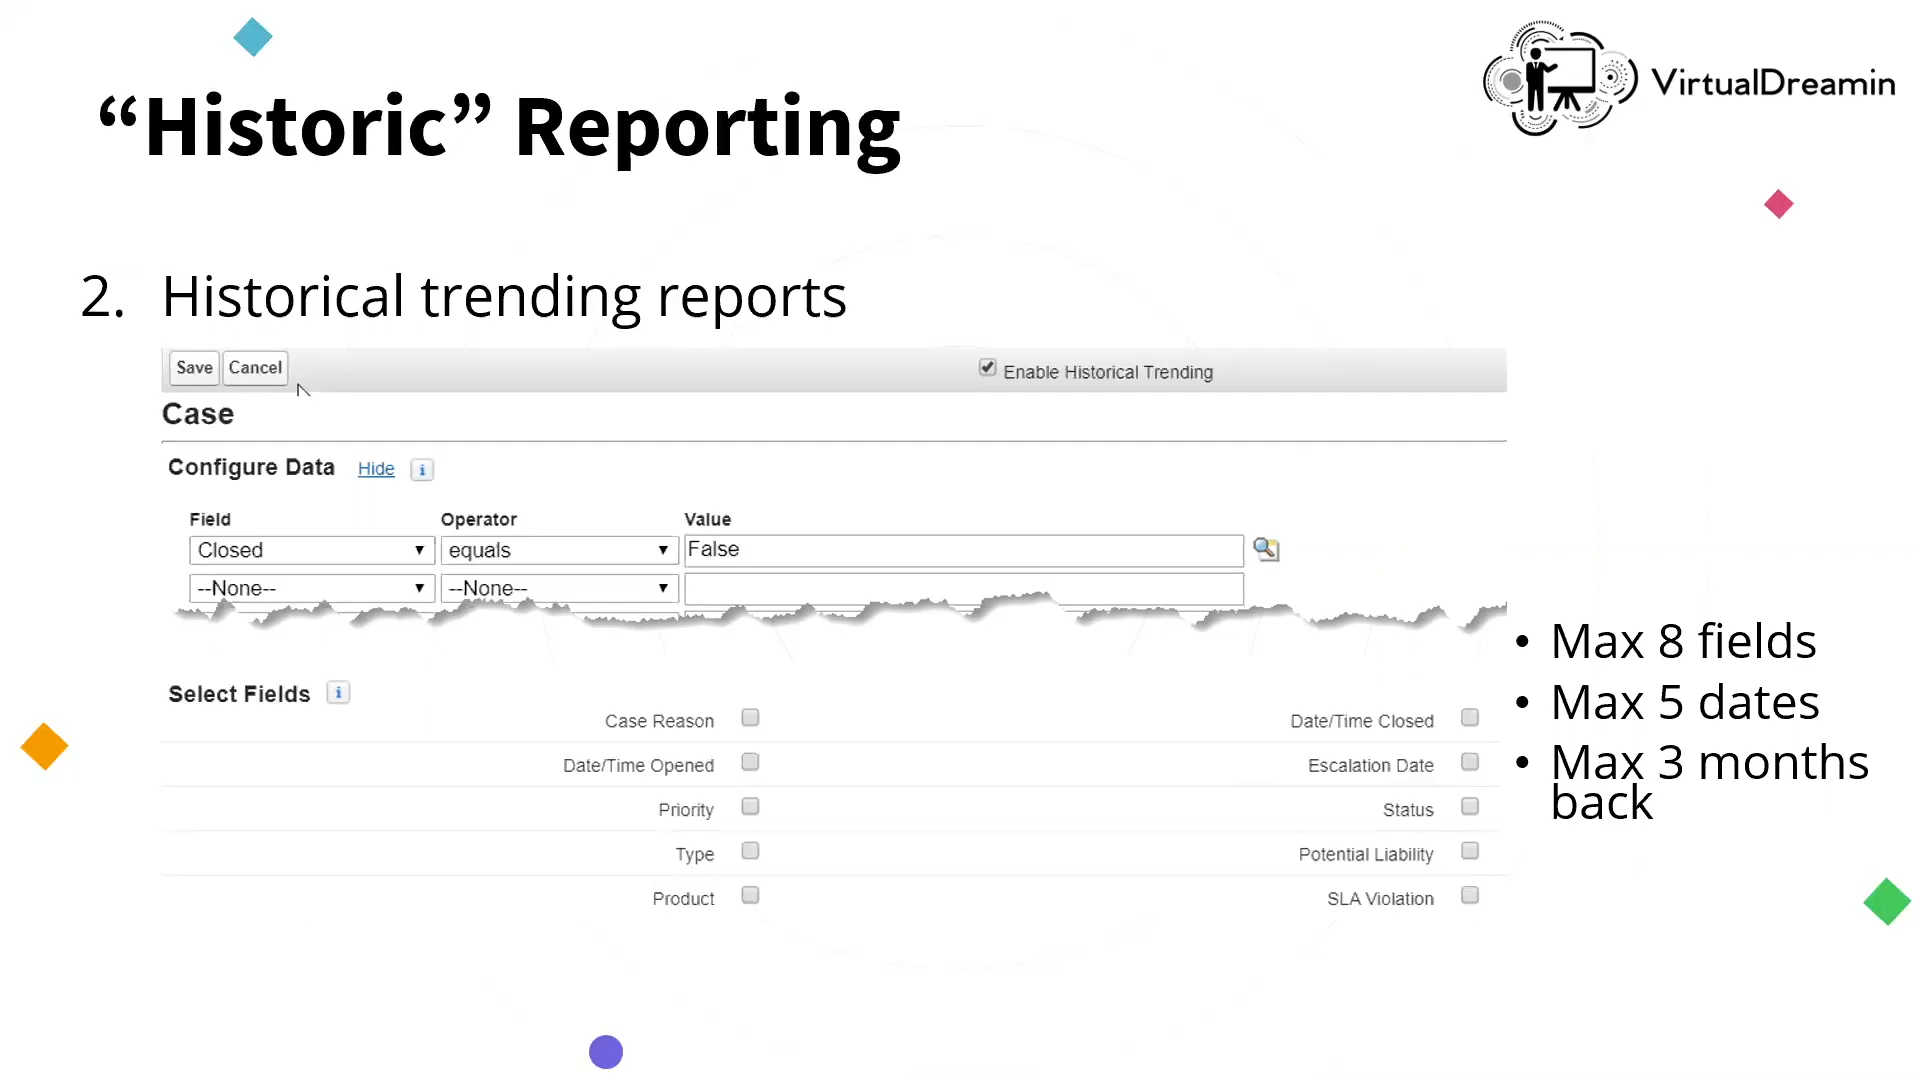 VirtualDreamin
“Historic” Reporting
2. Historical trending reports
Save Cancel Enable Historical Trending
Case
Configure Data Hide i
Field Operator Value
Closed equals False
--None-- --None--
Select Fields i
Case Reason Date/Time Closed
Date/Time Opened Escalation Date
Priority Status
Type Potential Liability
Product SLA Violation
• Max 8 fields
• Max 5 dates
• Max 3 months
back